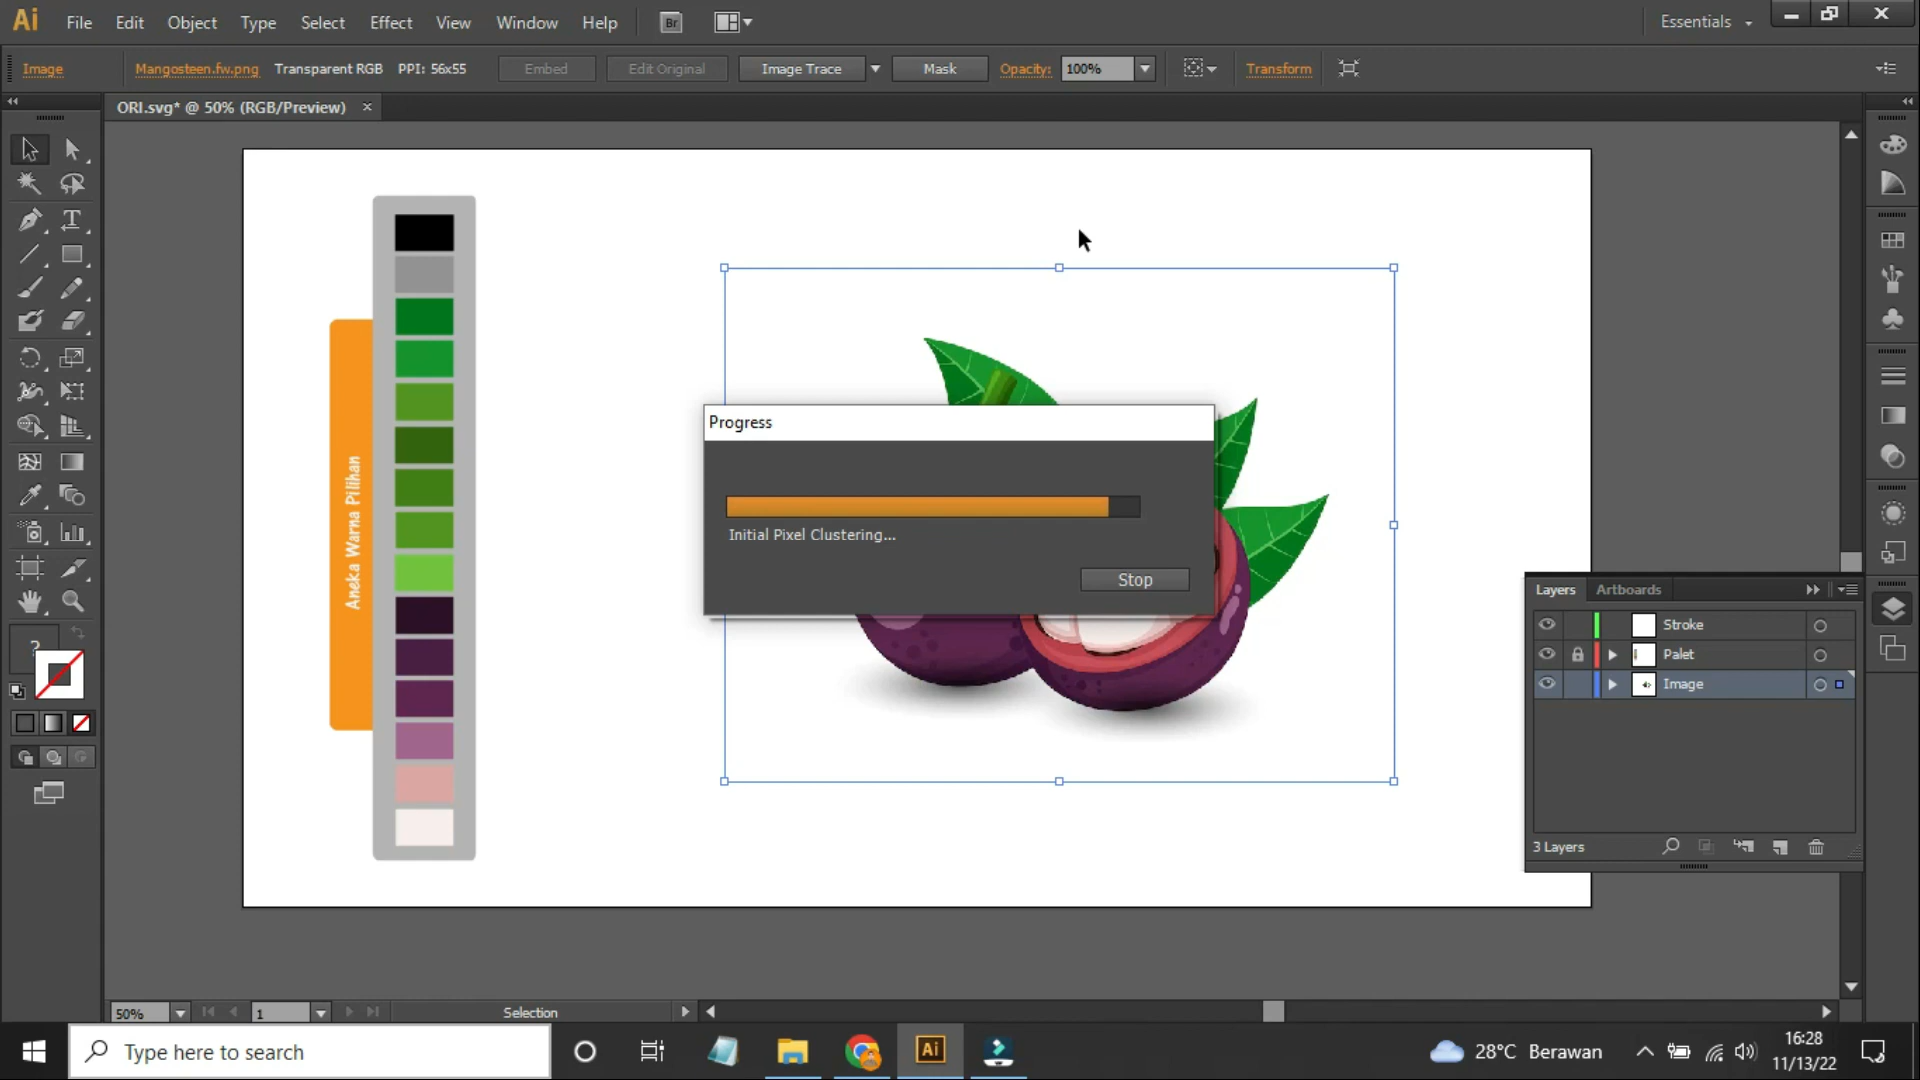 Ai File Edit Object Type Select Effect View Window Help Br Essentials
Image Mangosteen.fw.png Transparent RGB PPI: 56x55 Embed Edit Original Image Trace Mask Opacity: 100% Transform
ORI.svg* @ 50% (RGB/Preview)
Aneka Warna Pilihan
Progress
Initial Pixel Clustering...
Stop
?
Layers Artboards
Stroke
Palet
Image
3 Layers
50% 1 Selection
Type here to search
Ai
28°C Berawan
16:28
11/13/22